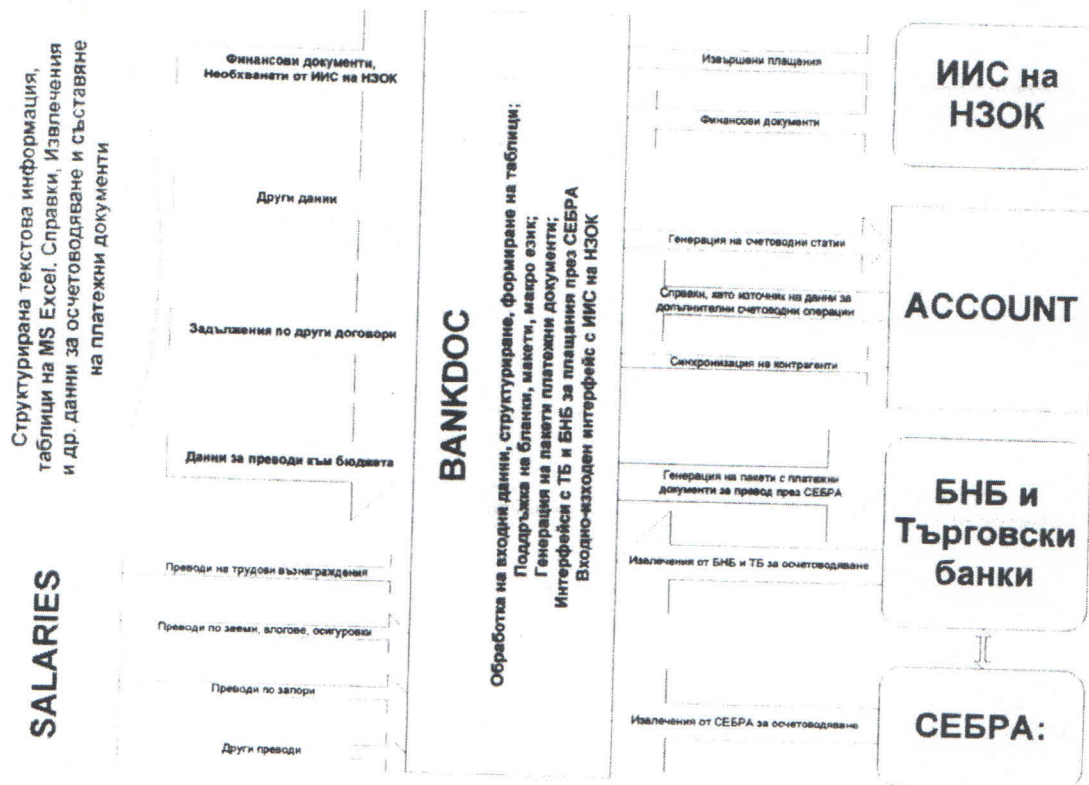 Структурирана текстова информация,
таблици на MS Excel. Справки, Извлечения
и др. данни за осчетоводяване и съставяне
на платежни документи
SALARIES
Финансови документи,
Необхванати от ИИС на НЗОК
Други данни
Задължения по други договори
Данни за преводи към бюджета
Преводи на трудови възнаграждения
Преводи по заеми, влогове, осигуровки
Преводи по запори
Други преводи
BANKDOC
Обработка на входни данни, структуриране, формиране на таблици;
Поддръжка на бланки, макети, макро език;
Генерация на пакети платежни документи;
Интерфейси с ТБ и БНБ за плащания през СЕБРА
Входно-изходен интерфейс с ИИС на НЗОК
Извършени плащания
Финансови документи
Генерация на счетоводни статии
Справки, като източник на данни за
допълнителни счетоводни операции
Синхронизация на контрагенти
Генерация на пакети с платежни
документи за превод през СЕБРА
Извлечения от БНБ и ТБ за осчетоводяване
Извлечения от СЕБРА за осчетоводяване
ИИС на
НЗОК
ACCOUNT
БНБ и
Търговски
банки
СЕБРА: